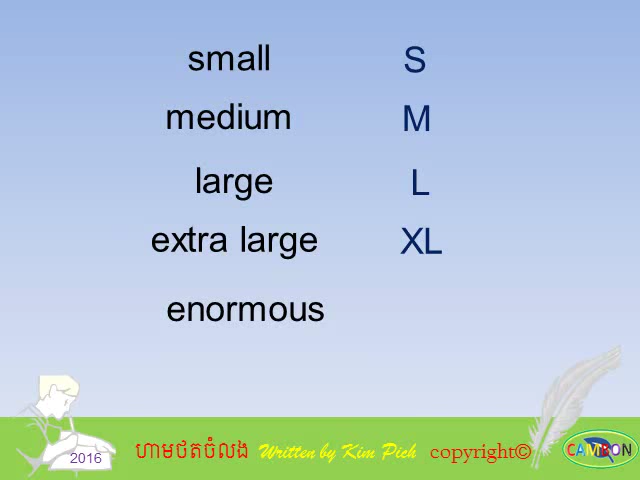 small S
medium M
large L
extra large XL
enormous
2016 ហាមថតចំលង Written by Kim Pich copyright© CAMBON